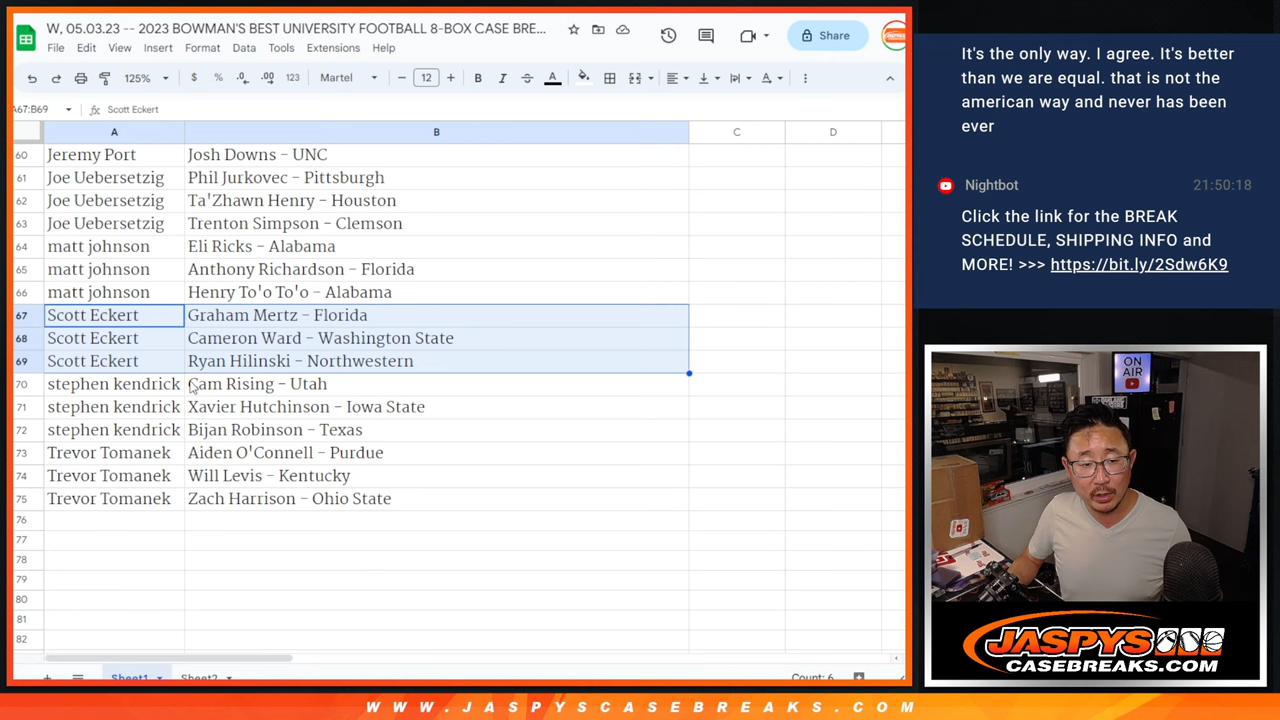 W, 05.03.23 -- 2023 BOWMAN'S BEST UNIVERSITY FOOTBALL 8-BOX CASE BRE...
File Edit View Insert Format Data Tools Extensions Help
Share
125% $ % .0 .00 123 Martel − 12 + B I A
A67:B69 fx Scott Eckert
A B C D
60 Jeremy Port Josh Downs - UNC
61 Joe Uebersetzig Phil Jurkovec - Pittsburgh
62 Joe Uebersetzig Ta'Zhawn Henry - Houston
63 Joe Uebersetzig Trenton Simpson - Clemson
64 matt johnson Eli Ricks - Alabama
65 matt johnson Anthony Richardson - Florida
66 matt johnson Henry To'o To'o - Alabama
67 Scott Eckert Graham Mertz - Florida
68 Scott Eckert Cameron Ward - Washington State
69 Scott Eckert Ryan Hilinski - Northwestern
70 stephen kendrick Cam Rising - Utah
71 stephen kendrick Xavier Hutchinson - Iowa State
72 stephen kendrick Bijan Robinson - Texas
73 Trevor Tomanek Aiden O'Connell - Purdue
74 Trevor Tomanek Will Levis - Kentucky
75 Trevor Tomanek Zach Harrison - Ohio State
76
77
78
79
80
81
82
Sheet1 Sheet2 Count: 6
It's the only way. I agree. It's better
than we are equal. that is not the
american way and never has been
ever
Nightbot 21:50:18
Click the link for the BREAK
SCHEDULE, SHIPPING INFO and
MORE! >>> https://bit.ly/2Sdw6K9
ON
AIR
JASPYS
CASEBREAKS.COM
WWW.JASPYSCASEBREAKS.COM